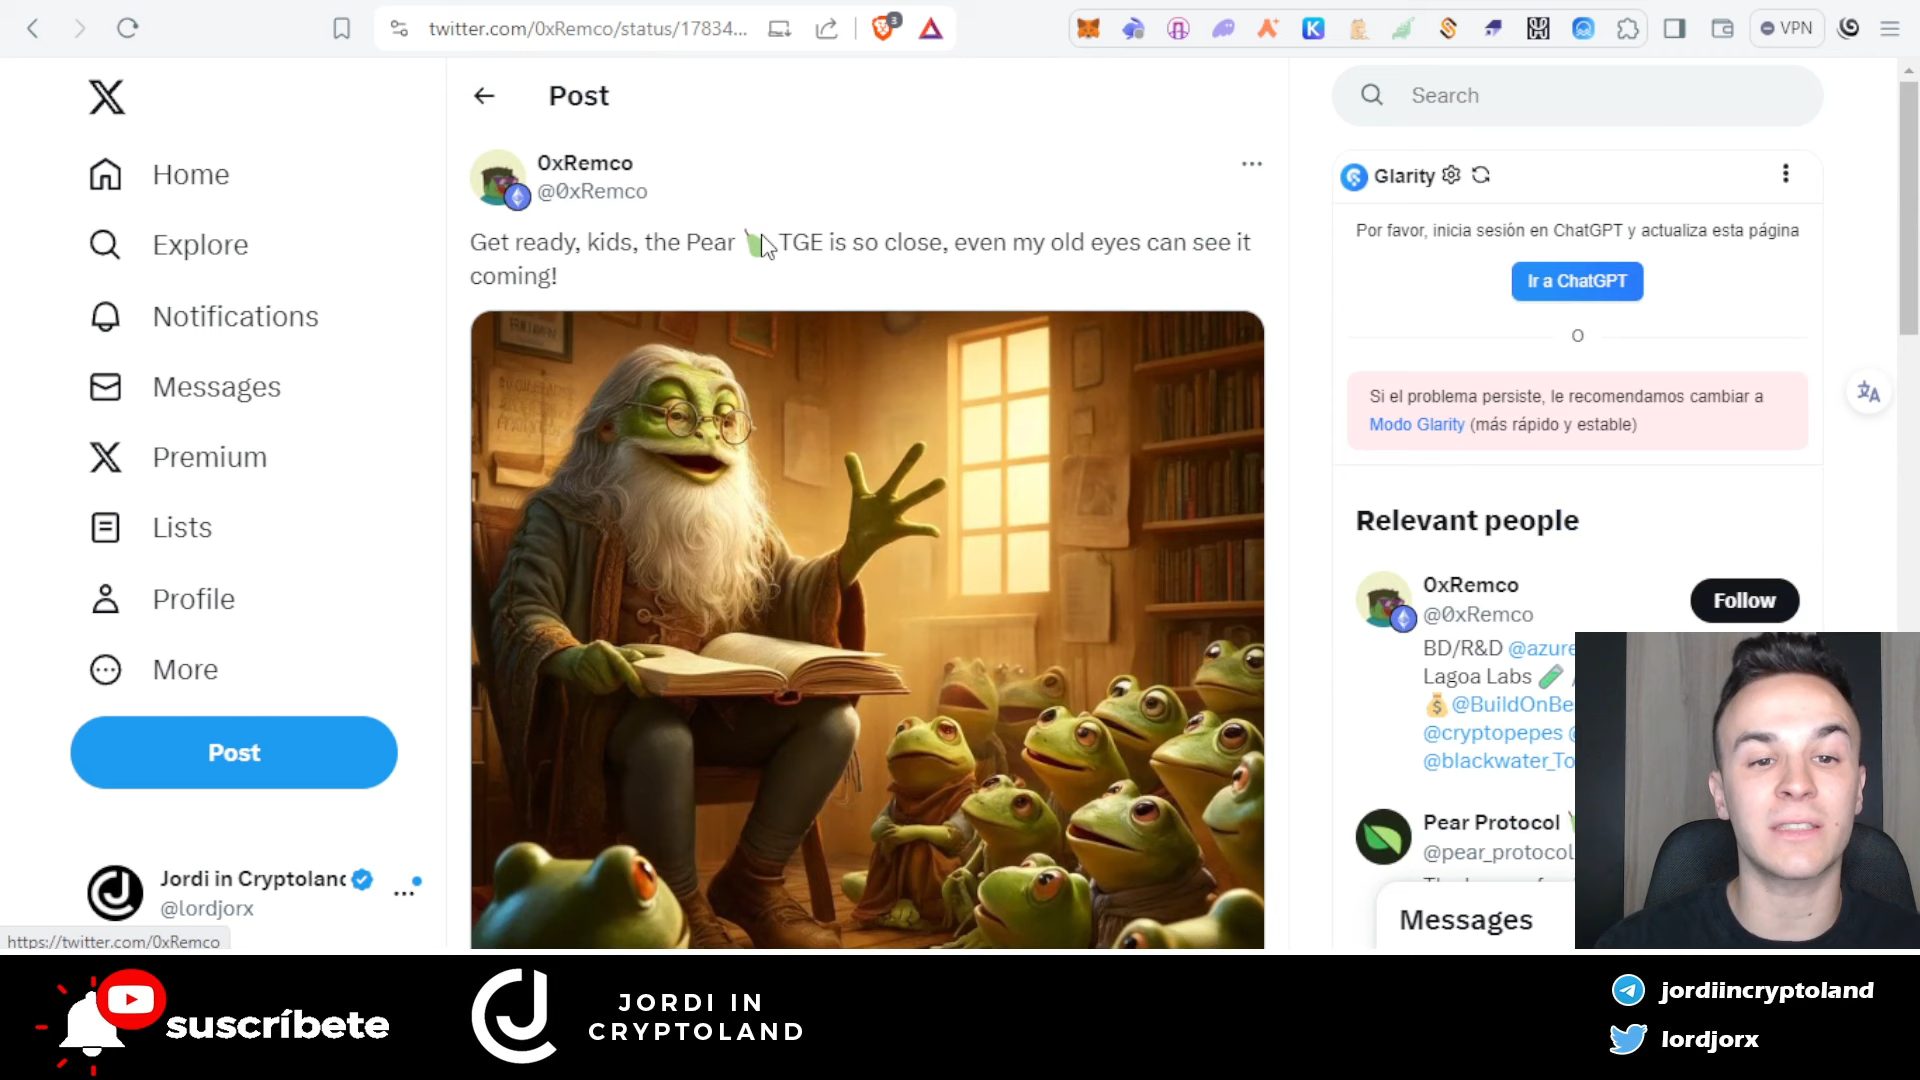 twitter.com/0xRemco/status/17834...
3
VPN
Post
Search
Home
Explore
Notifications
Messages
Premium
Lists
Profile
More
Post
Jordi in Cryptolanc
@lordjorx
https://twitter.com/0xRemco
0xRemco
@0xRemco
Get ready, kids, the Pear TGE is so close, even my old eyes can see it
coming!
Glarity
Por favor, inicia sesión en ChatGPT y actualiza esta página
Ir a ChatGPT
O
Si el problema persiste, le recomendamos cambiar a
Modo Glarity (más rápido y estable)
Relevant people
0xRemco
@0xRemco
Follow
BD/R&D @azure
Lagoa Labs
@BuildOnBe
@cryptopepes
@blackwater_To
Pear Protocol
@pear_protocol
Messages
suscríbete
JORDI IN
CRYPTOLAND
jordiincryptoland
lordjorx